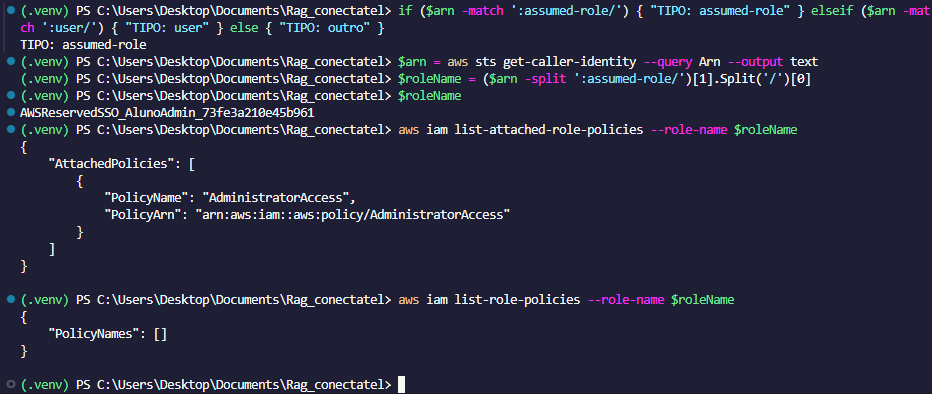 (.venv) PS C:\Users\Desktop\Documents\Rag_conectatel> if ($arn -match ':assumed-role/') { "TIPO: assumed-role" } elseif ($arn -mat
ch ':user/') { "TIPO: user" } else { "TIPO: outro" }
TIPO: assumed-role
(.venv) PS C:\Users\Desktop\Documents\Rag_conectatel> $arn = aws sts get-caller-identity --query Arn --output text
(.venv) PS C:\Users\Desktop\Documents\Rag_conectatel> $roleName = ($arn -split ':assumed-role/')[1].Split('/')[0]
(.venv) PS C:\Users\Desktop\Documents\Rag_conectatel> $roleName
AWSReservedSSO_AlunoAdmin_73fe3a210e45b961
(.venv) PS C:\Users\Desktop\Documents\Rag_conectatel> aws iam list-attached-role-policies --role-name $roleName
{
    "AttachedPolicies": [
        {
            "PolicyName": "AdministratorAccess",
            "PolicyArn": "arn:aws:iam::aws:policy/AdministratorAccess"
        }
    ]
}
(.venv) PS C:\Users\Desktop\Documents\Rag_conectatel> aws iam list-role-policies --role-name $roleName
{
    "PolicyNames": []
}
(.venv) PS C:\Users\Desktop\Documents\Rag_conectatel>